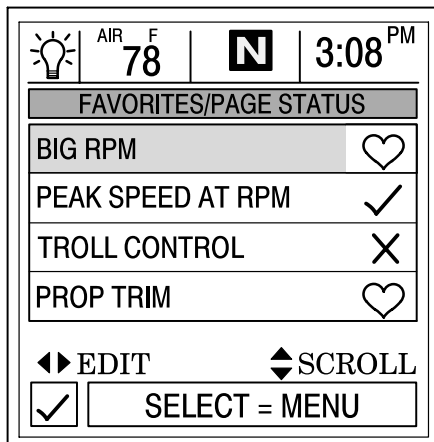 AIR F
78
N
3:08 PM
FAVORITES/PAGE STATUS
BIG RPM
PEAK SPEED AT RPM
TROLL CONTROL
PROP TRIM
EDIT SCROLL
SELECT = MENU